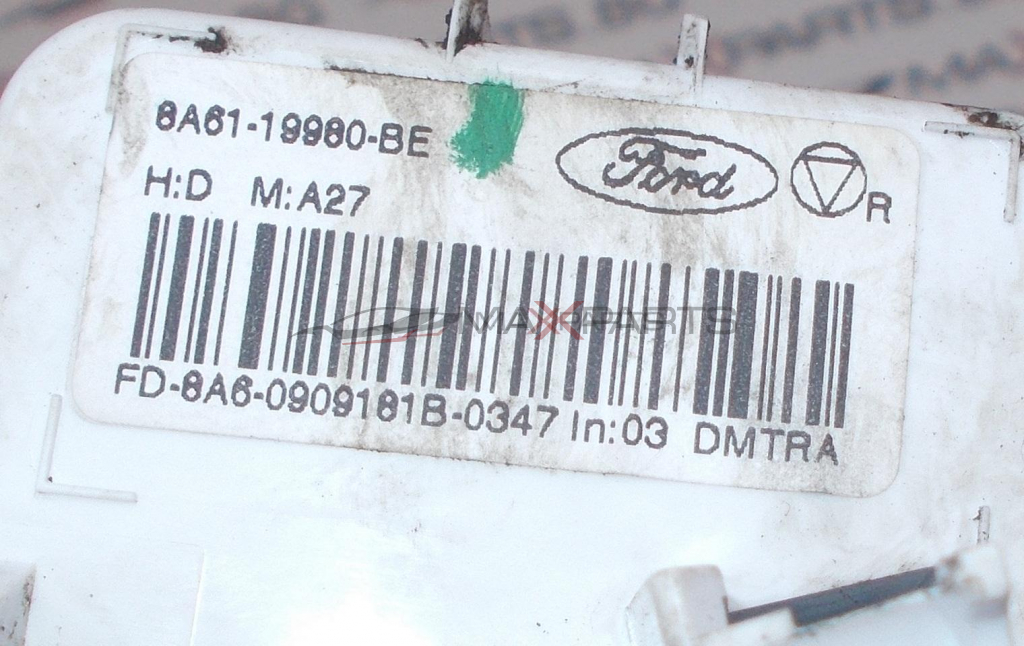 8A61-19980-BE
Ford
R
H:D M:A27
MAXPARTS
FD-8A6-0909181B-0347 In:03 DMTRA